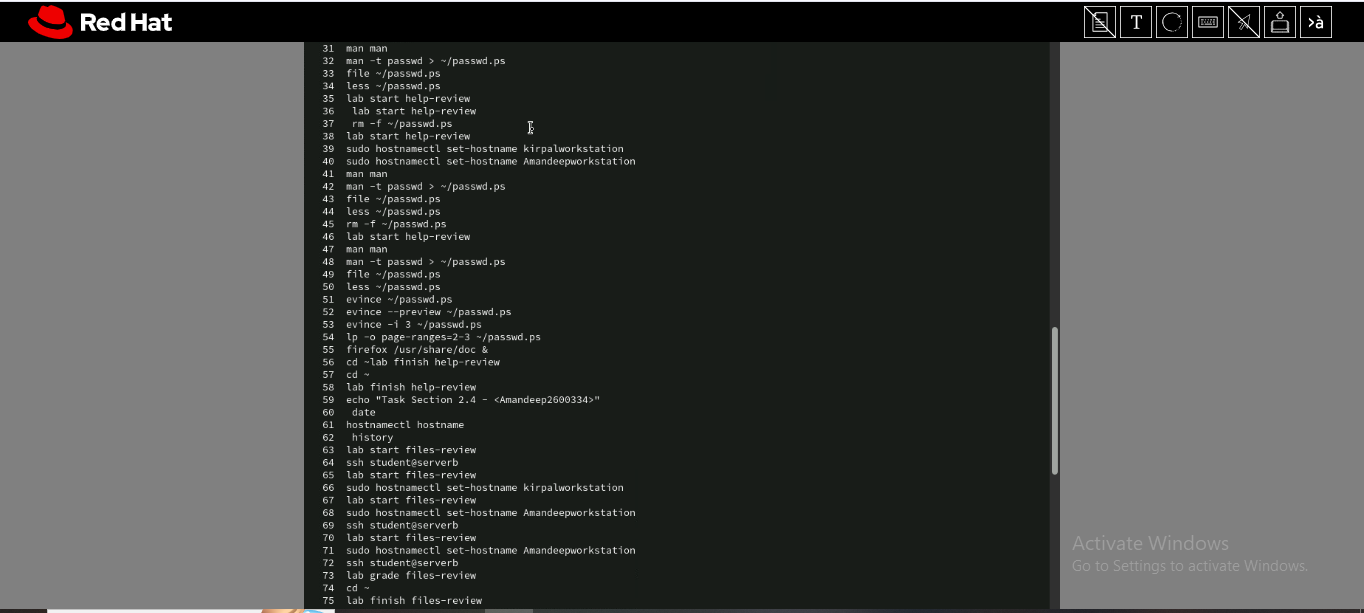 Red Hat
T
>à
31 man man
32 man -t passwd > ~/passwd.ps
33 file ~/passwd.ps
34 less ~/passwd.ps
35 lab start help-review
36  lab start help-review
37  rm -f ~/passwd.ps
38 lab start help-review
39 sudo hostnamectl set-hostname kirpalworkstation
40 sudo hostnamectl set-hostname Amandeepworkstation
41 man man
42 man -t passwd > ~/passwd.ps
43 file ~/passwd.ps
44 less ~/passwd.ps
45 rm -f ~/passwd.ps
46 lab start help-review
47 man man
48 man -t passwd > ~/passwd.ps
49 file ~/passwd.ps
50 less ~/passwd.ps
51 evince ~/passwd.ps
52 evince --preview ~/passwd.ps
53 evince -i 3 ~/passwd.ps
54 lp -o page-ranges=2-3 ~/passwd.ps
55 firefox /usr/share/doc &
56 cd ~lab finish help-review
57 cd ~
58 lab finish help-review
59 echo "Task Section 2.4 - <Amandeep2600334>"
60  date
61 hostnamectl hostname
62  history
63 lab start files-review
64 ssh student@serverb
65 lab start files-review
66 sudo hostnamectl set-hostname kirpalworkstation
67 lab start files-review
68 sudo hostnamectl set-hostname Amandeepworkstation
69 ssh student@serverb
70 lab start files-review
71 sudo hostnamectl set-hostname Amandeepworkstation
72 ssh student@serverb
73 lab grade files-review
74 cd ~
75 lab finish files-review
Activate Windows
Go to Settings to activate Windows.